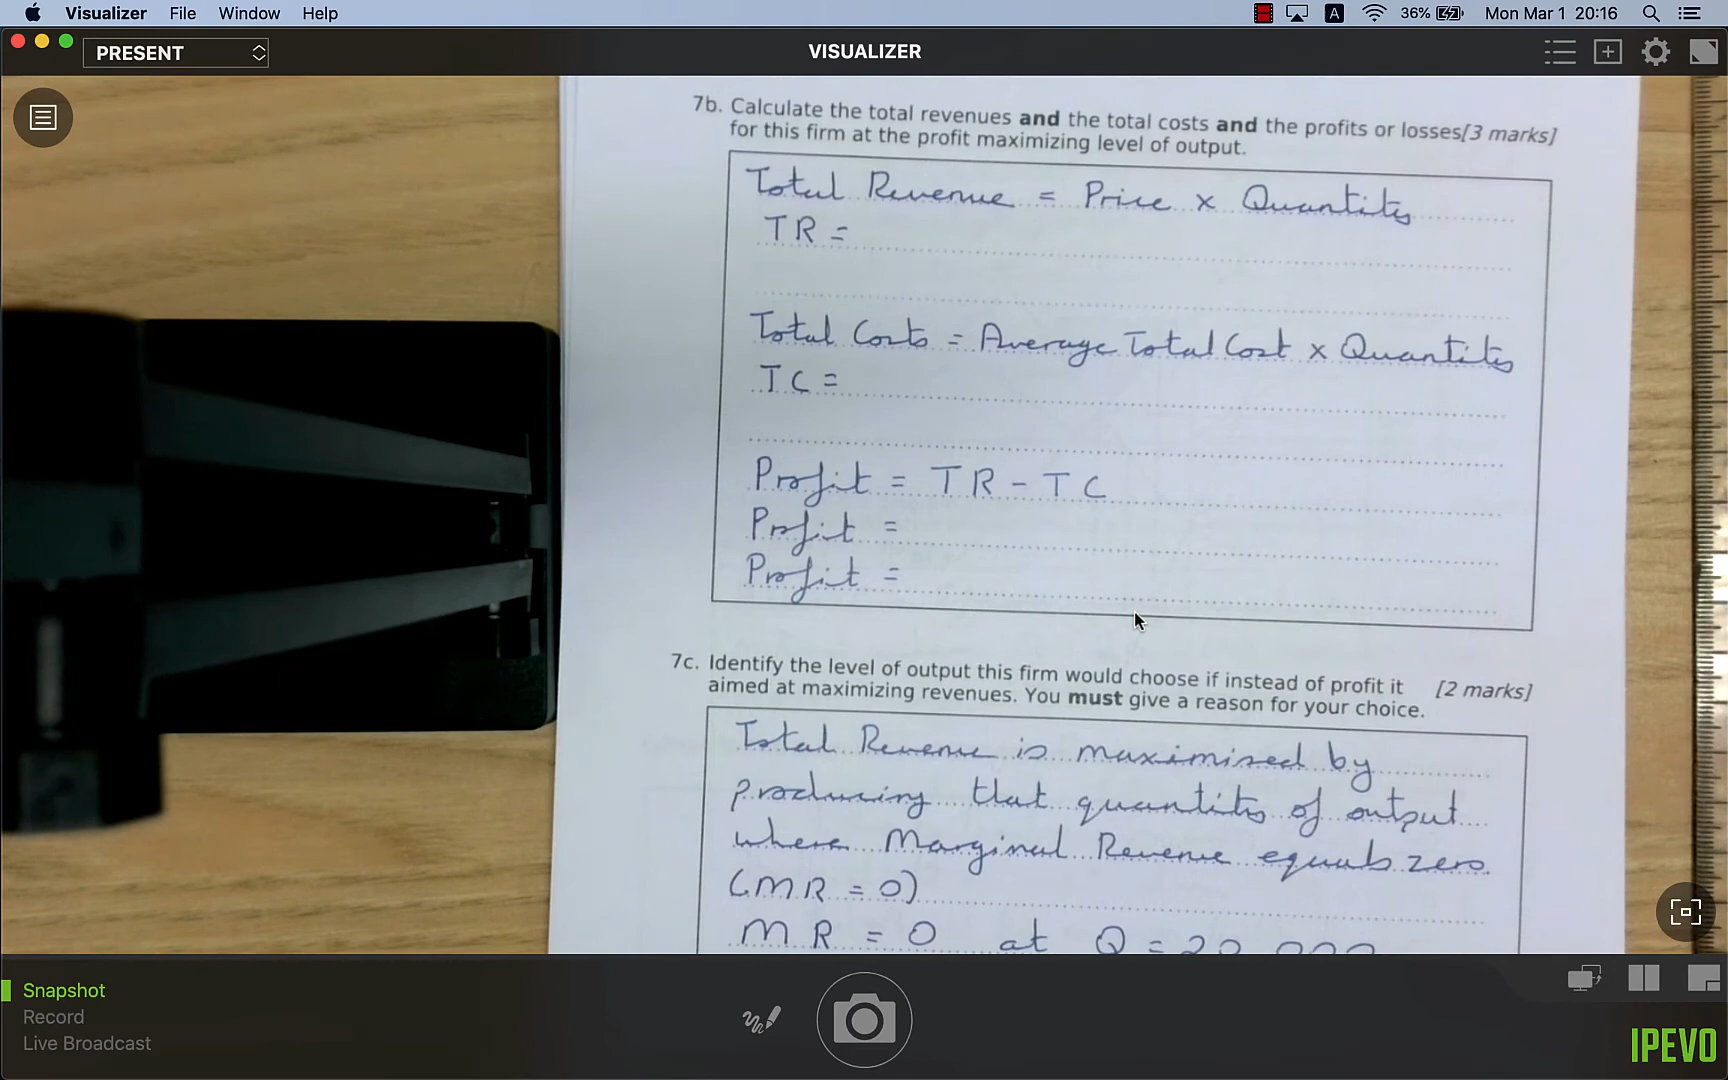 Visualizer File Window Help 36% Mon Mar 1 20:16
PRESENT VISUALIZER
7b. Calculate the total revenues and the total costs and the profits or losses [3 marks]
for this firm at the profit maximizing level of output.
Total Revenue = Price x Quantity
TR =
Total Costs = Average Total Cost x Quantity
TC =
Profit = TR - TC
Profit =
Profit =
7c. Identify the level of output this firm would choose if instead of profit it [2 marks]
aimed at maximizing revenues. You must give a reason for your choice.
Total Revenue is maximised by
producing that quantity of output
where Marginal Revenue equals zero
(MR = 0)
MR = 0 at Q = 20 000
Snapshot
Record
Live Broadcast
IPEVO